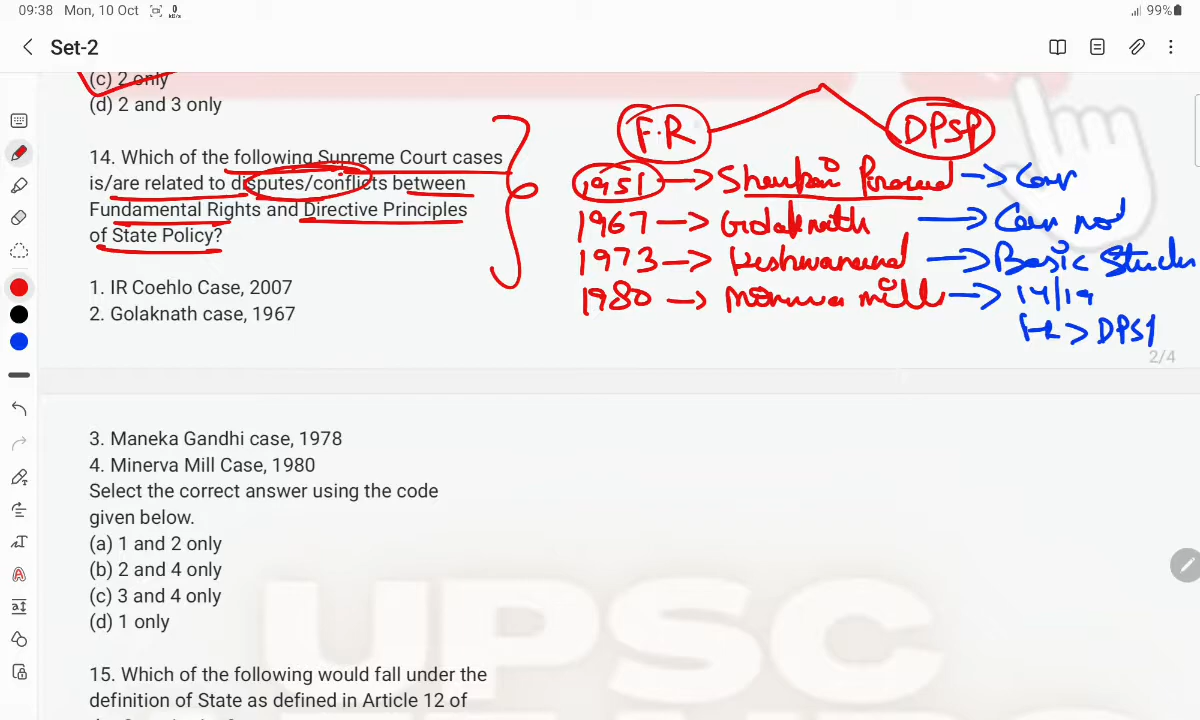 09:38 Mon, 10 Oct
99%
Set-2
(c) 2 only
(d) 2 and 3 only
14. Which of the following Supreme Court cases
is/are related to disputes/conflicts between
Fundamental Rights and Directive Principles
of State Policy?
1. IR Coehlo Case, 2007
2. Golaknath case, 1967
F.R DPSP
1951 → 
1967 → Golaknath → Can not
1973 → Keshwanand → Basic
1980 → Minerva mill → 14/19
FR > DPSP
2/4
3. Maneka Gandhi case, 1978
4. Minerva Mill Case, 1980
Select the correct answer using the code
given below.
(a) 1 and 2 only
(b) 2 and 4 only
(c) 3 and 4 only
(d) 1 only
15. Which of the following would fall under the
definition of State as defined in Article 12 of
UPSC